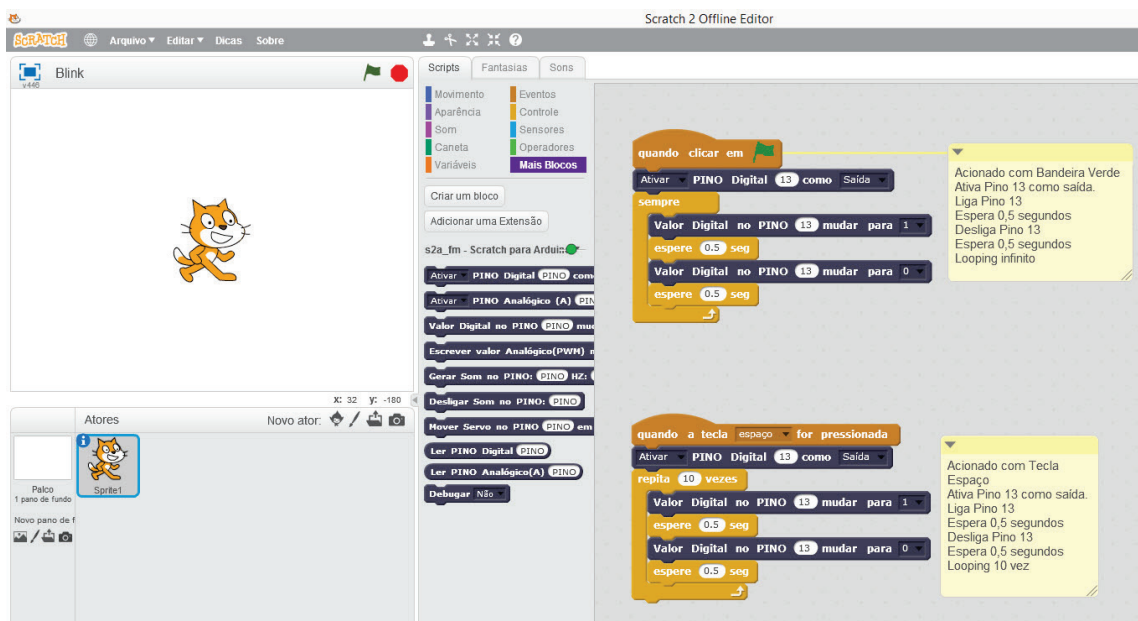 Scratch 2 Offline Editor
SCRATCH Arquivo Editar Dicas Sobre
Blink
v446
Scripts Fantasias Sons
Movimento Eventos
Aparência Controle
Som Sensores
Caneta Operadores
Variáveis Mais Blocos
Criar um bloco
Adicionar uma Extensão
s2a_fm - Scratch para Arduin
Ativar PINO Digital PINO com
Ativar PINO Analógico (A) PIN
Valor Digital no PINO PINO mu
Escrever valor Analógico(PWM) n
Gerar Som no PINO: PINO HZ:
Desligar Som no PINO: PINO
Mover Servo no PINO PINO em
Ler PINO Digital PINO
Ler PINO Analógico(A) PINO
Debugar Não
quando clicar em
Ativar PINO Digital 13 como Saída
sempre
Valor Digital no PINO 13 mudar para 1
espere 0.5 seg
Valor Digital no PINO 13 mudar para 0
espere 0.5 seg
Acionado com Bandeira Verde
Ativa Pino 13 como saída.
Liga Pino 13
Espera 0,5 segundos
Desliga Pino 13
Espera 0,5 segundos
Looping infinito
quando a tecla espaço for pressionada
Ativar PINO Digital 13 como Saída
repita 10 vezes
Valor Digital no PINO 13 mudar para 1
espere 0.5 seg
Valor Digital no PINO 13 mudar para 0
espere 0.5 seg
Acionado com Tecla
Espaço
Ativa Pino 13 como saída.
Liga Pino 13
Espera 0,5 segundos
Desliga Pino 13
Espera 0,5 segundos
Looping 10 vez
X: 32 y: -180
Atores Novo ator:
Sprite1
Palco
1 pano de fundo
Novo pano de f